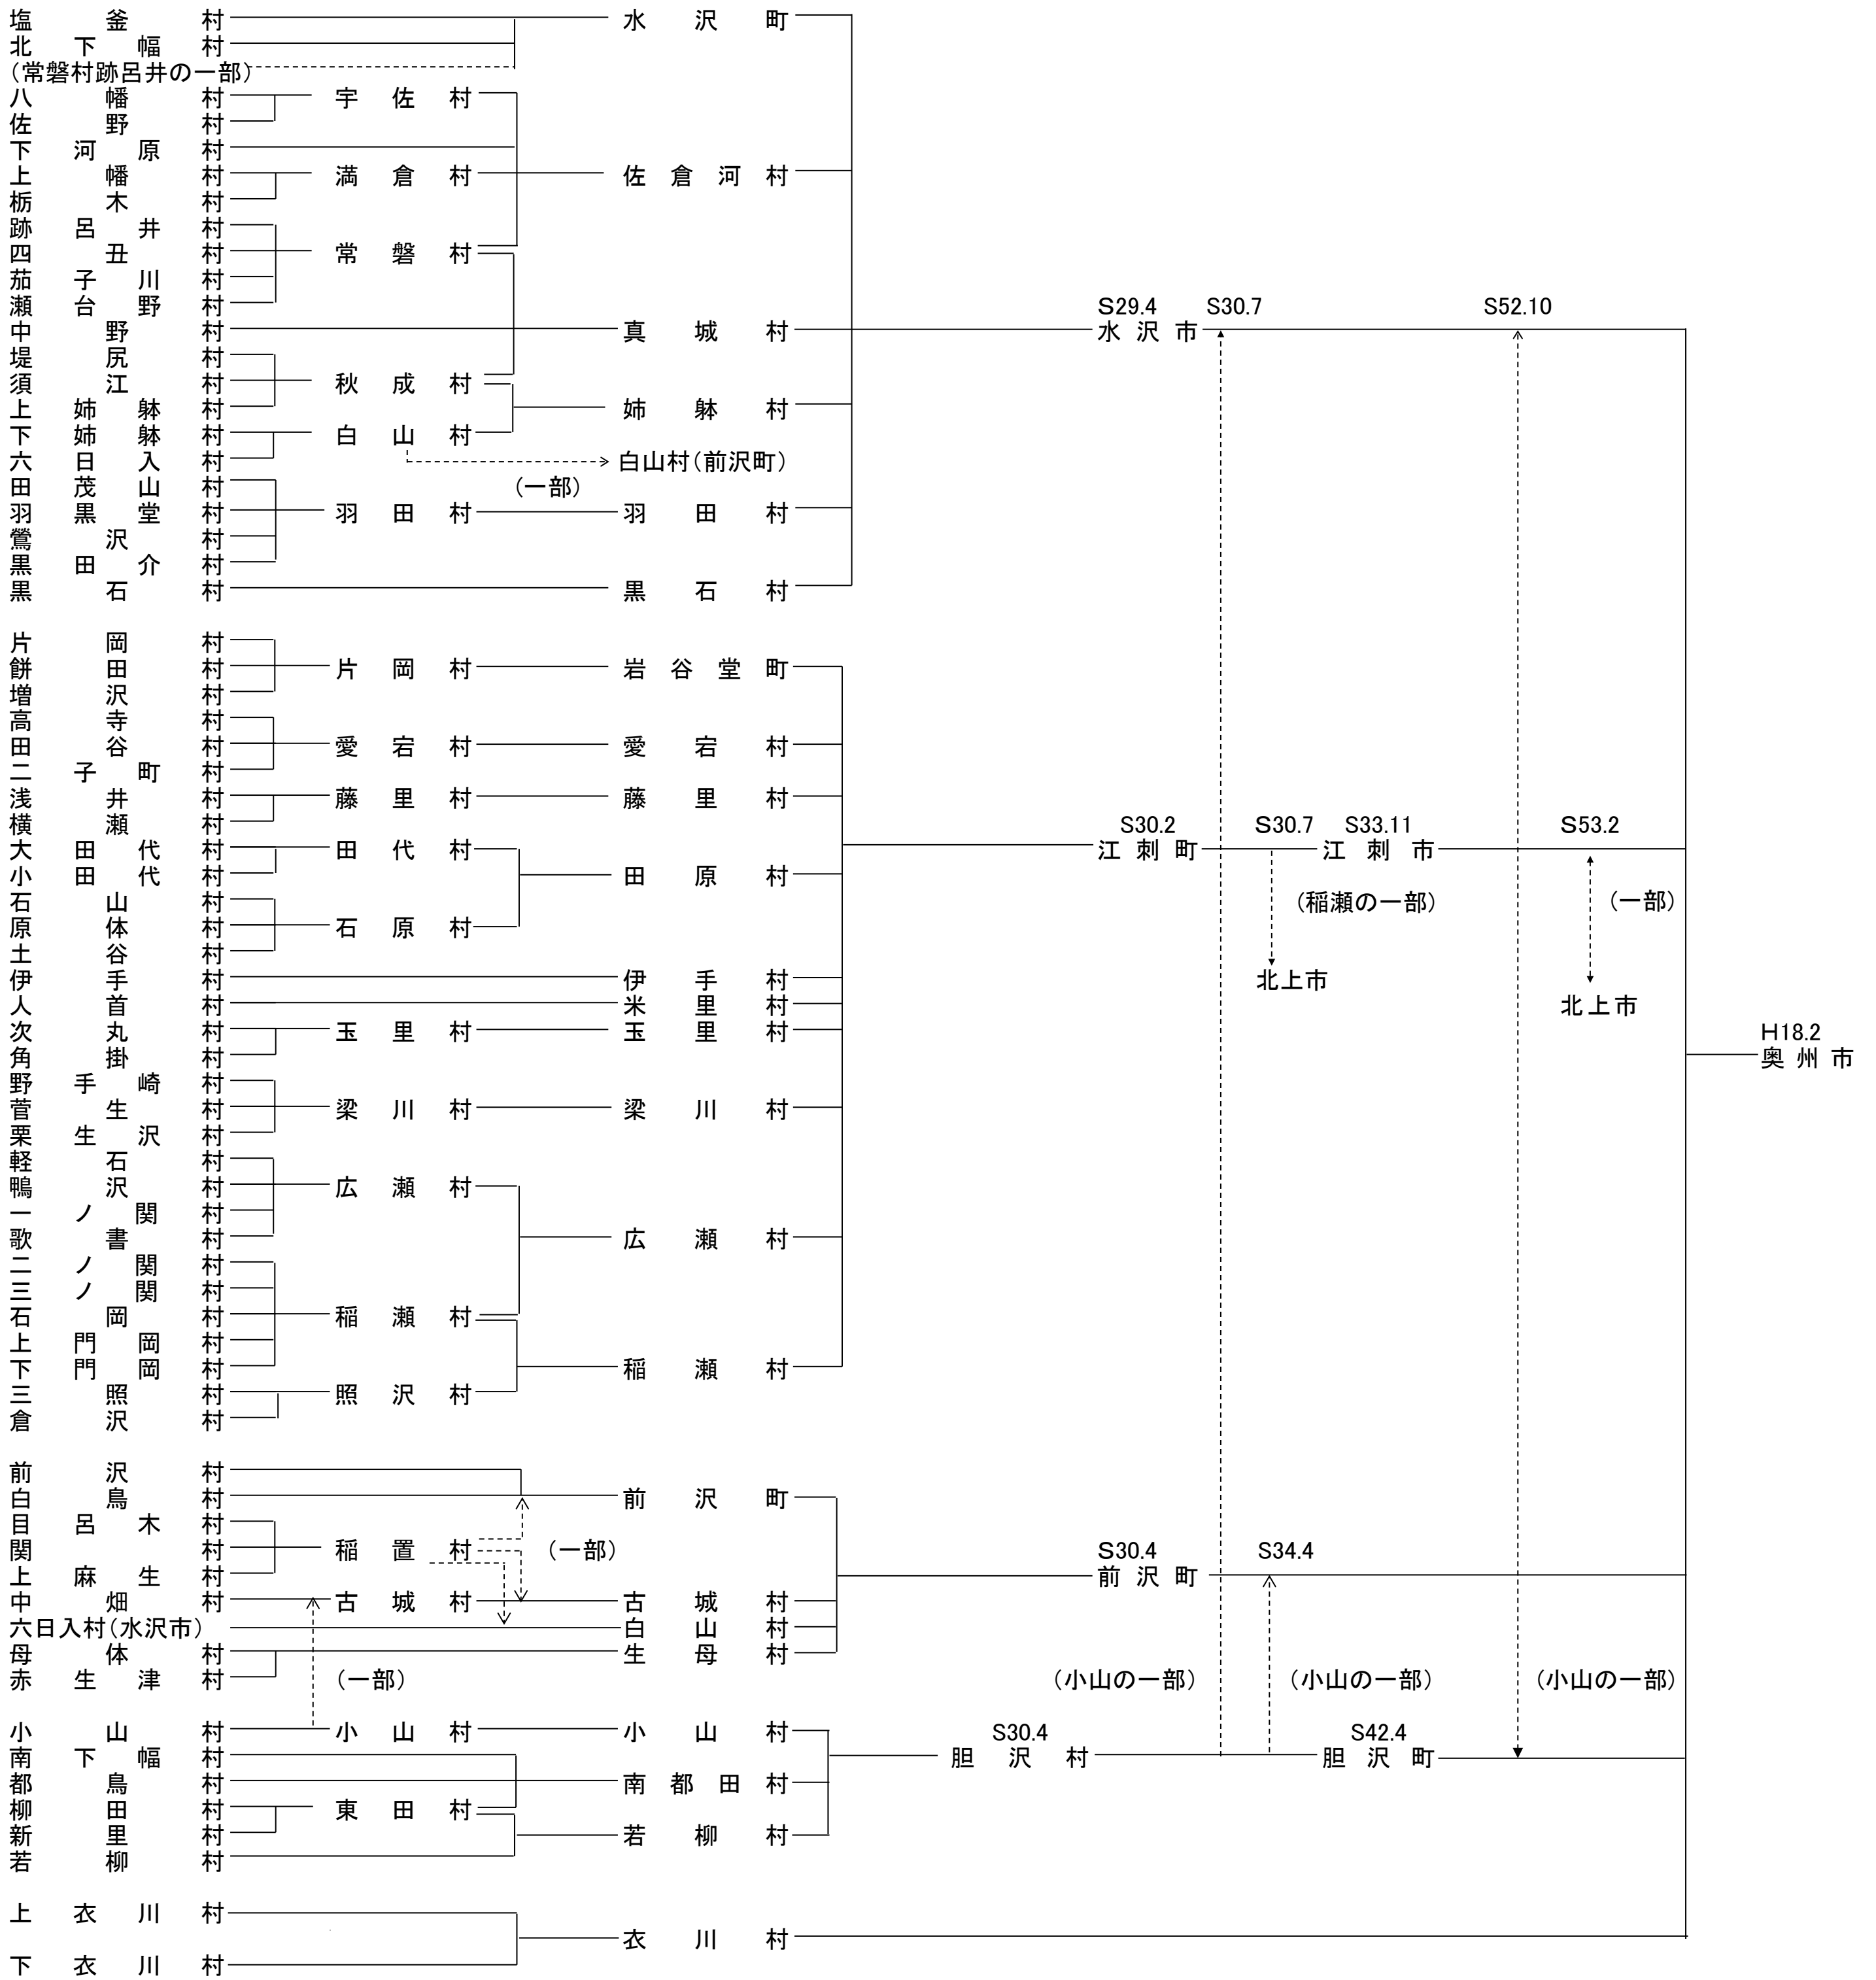 塩釜村 水沢町
北下幅村
(常磐村跡呂井の一部)
八幡村 宇佐村
佐野村
下河原村
上幡村 満倉村 佐倉河村
栃木村
跡呂井村
四丑村 常磐村
茄子川村
瀬台野村 S29.4 S30.7 S52.10
中野村 真城村 水沢市
堤尻村
須江村 秋成村
上姉躰村 姉躰村
下姉躰村 白山村
六日入村 白山村(前沢町)
田茂山村 (一部)
羽黒堂村 羽田村 羽田村
鶯沢村
黒田介村
黒石村 黒石村
片岡村
餅田村 片岡村 岩谷堂町
増沢村
高寺村
田谷村 愛宕村 愛宕村
二子町村
浅井村 藤里村 藤里村
横瀬村 S30.2 S30.7 S33.11 S53.2
大田代村 田代村 江刺町 江刺市
小田代村 田原村
石山村 (稲瀬の一部) (一部)
原体村 石原村
土谷村
伊手村 伊手村 北上市
人首村 米里村 北上市
次丸村 玉里村 玉里村 H18.2
角掛村 奥州市
野手崎村
菅生村 梁川村 梁川村
栗生沢村
軽石村
鴨沢村 広瀬村
一ノ関村
歌書村 広瀬村
二ノ関村
三ノ関村
石岡村 稲瀬村
上門岡村
下門岡村 稲瀬村
三照村 照沢村
倉沢村
前沢村
白鳥村 前沢町
目呂木村
関村 稲置村 (一部) S30.4 S34.4
上麻生村 前沢町
中畑村 古城村 古城村
六日入村(水沢市) 白山村
母体村 生母村
赤生津村 (一部) (小山の一部) (小山の一部) (小山の一部)
小山村 小山村 小山村 S30.4 S42.4
南下幅村 胆沢村 胆沢町
都鳥村 南都田村
柳田村 東田村
新里村 若柳村
若柳村
上衣川村
衣川村
下衣川村